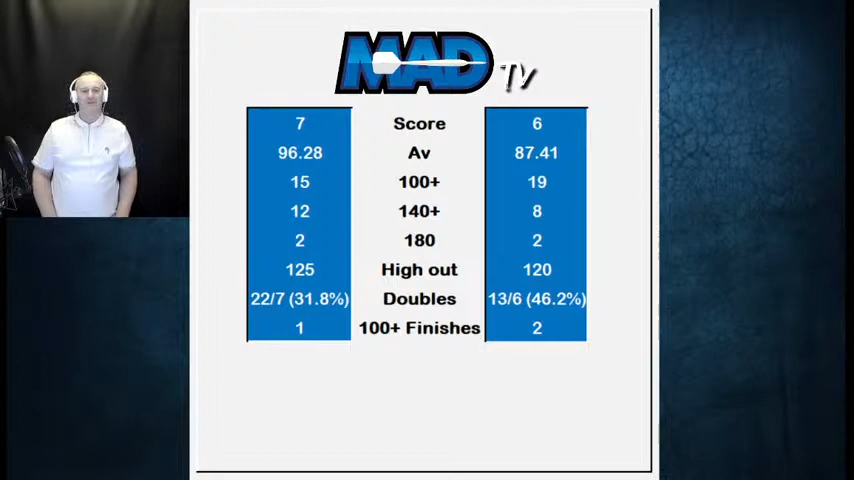 MAD TV
7 Score 6
96.28 Av 87.41
15 100+ 19
12 140+ 8
2 180 2
125 High out 120
22/7 (31.8%) Doubles 13/6 (46.2%)
1 100+ Finishes 2